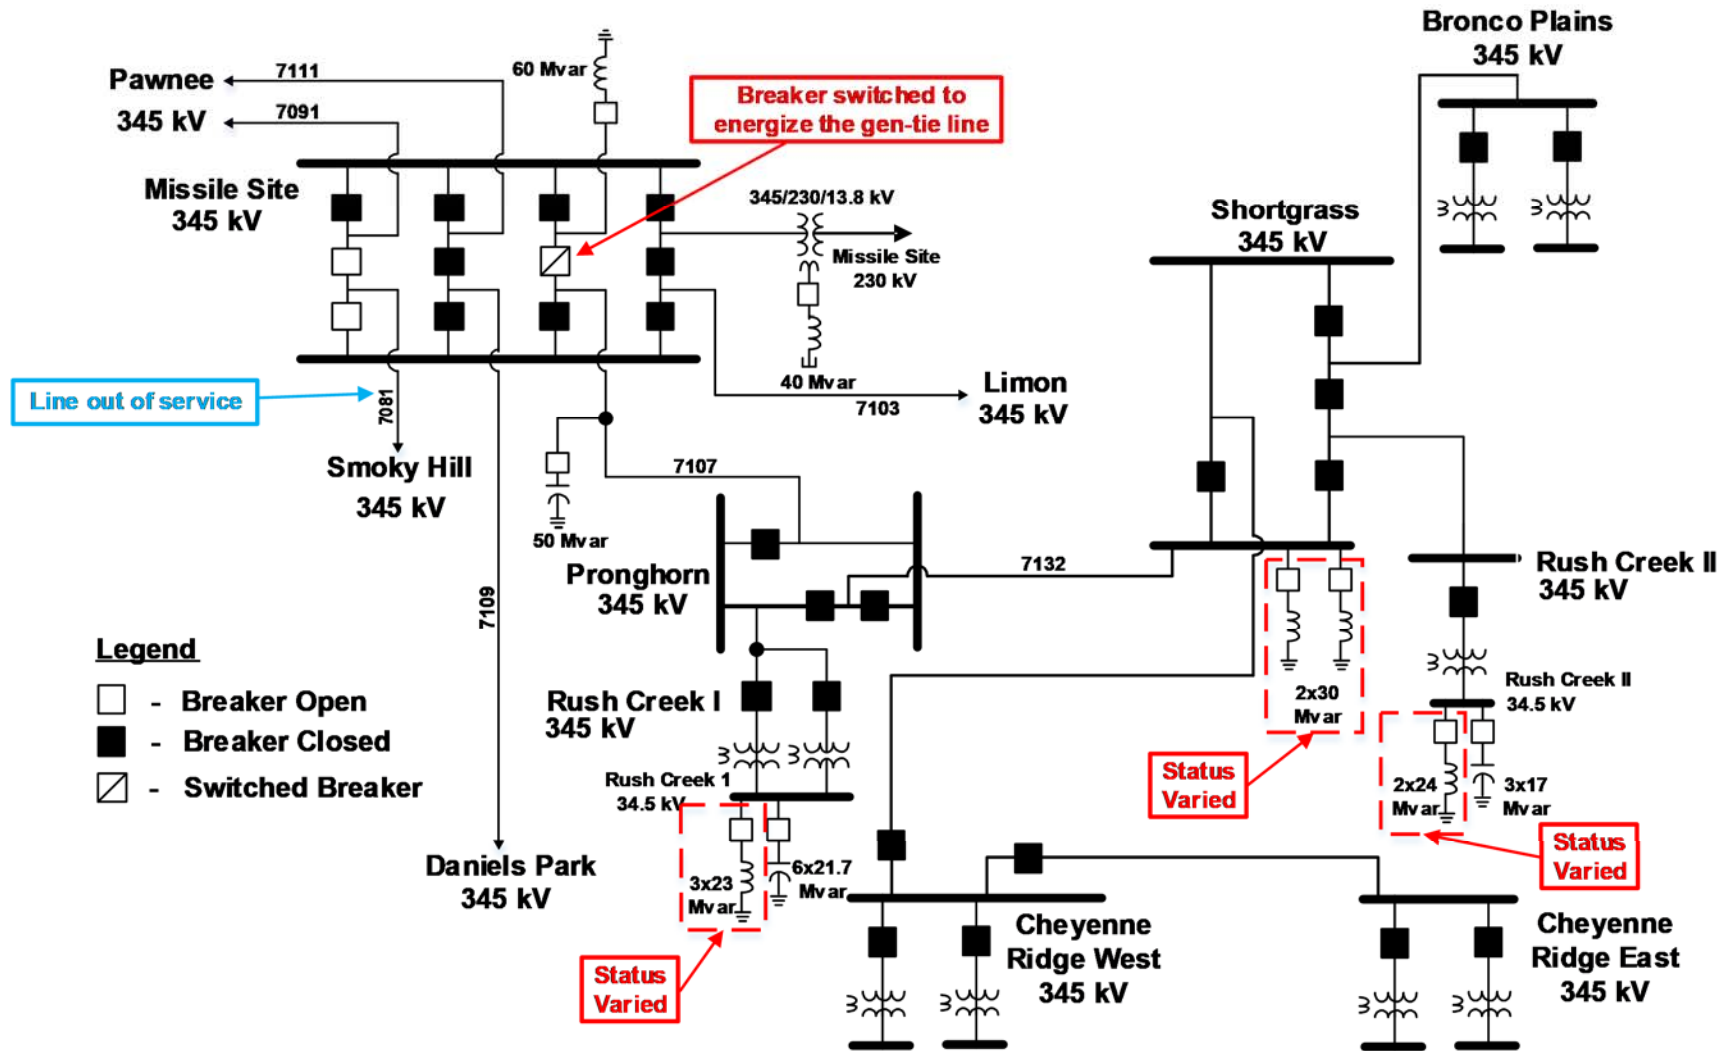 Bronco Plains
345 kV
Pawnee
345 kV
7111
7091
60 Mvar
Breaker switched to
energize the gen-tie line
Missile Site
345 kV
345/230/13.8 kV
Missile Site
230 kV
40 Mvar
Shortgrass
345 kV
Line out of service
7081
Smoky Hill
345 kV
Limon
345 kV
7103
7107
50 Mvar
Pronghorn
345 kV
7132
7109
Rush Creek II
345 kV
Legend
- Breaker Open
- Breaker Closed
- Switched Breaker
Rush Creek I
345 kV
Rush Creek 1
34.5 kV
3x23
Mvar
6x21.7
Mvar
Status
Varied
Daniels Park
345 kV
2x30
Mvar
Status
Varied
Rush Creek II
34.5 kV
2x24
Mvar
3x17
Mvar
Status
Varied
Cheyenne
Ridge West
345 kV
Cheyenne
Ridge East
345 kV